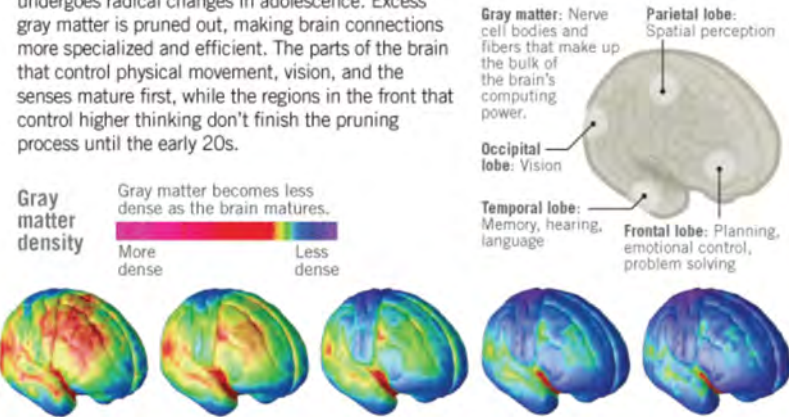 undergoes radical changes in adolescence. Excess
gray matter is pruned out, making brain connections
more specialized and efficient. The parts of the brain
that control physical movement, vision, and the
senses mature first, while the regions in the front that
control higher thinking don't finish the pruning
process until the early 20s.
Gray matter: Nerve
cell bodies and
fibers that make up
the bulk of
the brain's
computing
power.
Parietal lobe:
Spatial perception
Occipital
lobe: Vision
Temporal lobe:
Memory, hearing,
language
Frontal lobe: Planning,
emotional control,
problem solving
Gray
matter
density
Gray matter becomes less
dense as the brain matures.
More
dense
Less
dense